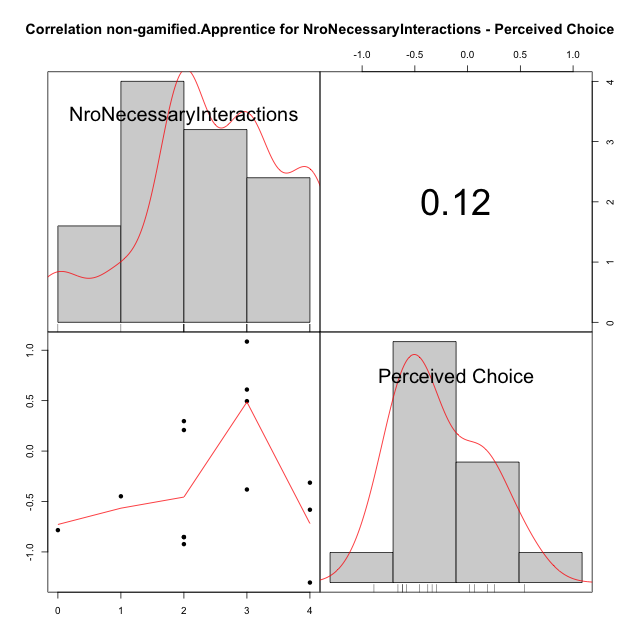 Correlation non-gamified.Apprentice for NroNecessaryInteractions - Perceived Choice
-1.0 -0.5 0.0 0.5 1.0
NroNecessaryInteractions
0.12
4
3
2
1
0
1.0
0.5
0.0
-0.5
-1.0
Perceived Choice
0 1 2 3 4